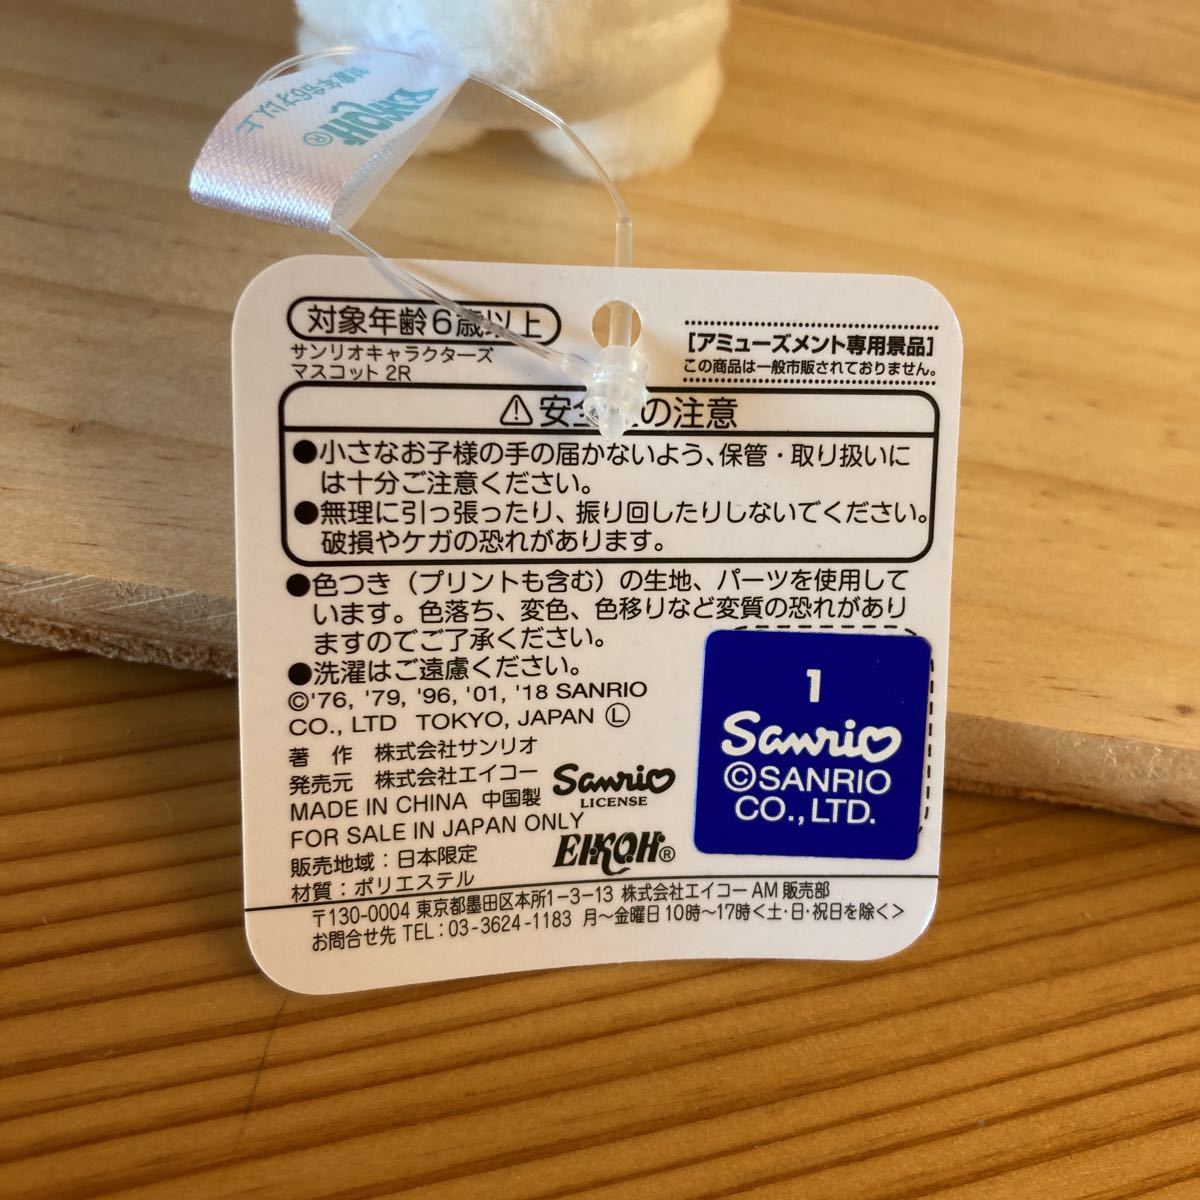 EIKOH®
対象年齢6才以上
対象年齢6歳以上
サンリオキャラクターズ
マスコット 2R
[アミューズメント専用景品]
この商品は一般市販されておりません。
⚠安全 の注意
●小さなお子様の手の届かないよう、保管・取り扱いに
は十分ご注意ください。
●無理に引っ張ったり、振り回したりしないでください。
破損やケガの恐れがあります。
●色つき（プリントも含む）の生地、パーツを使用して
います。色落ち、変色、色移りなど変質の恐れがあり
ますのでご了承ください。
●洗濯はご遠慮ください。
©'76, '79, '96, '01, '18 SANRIO
CO., LTD TOKYO, JAPAN Ⓛ
著 作 株式会社サンリオ
発売元 株式会社エイコー
MADE IN CHINA 中国製
FOR SALE IN JAPAN ONLY
販売地域：日本限定
材質：ポリエステル
Sanrio
LICENSE
EIKOH®
1
Sanrio
©SANRIO
CO.,LTD.
〒130-0004 東京都墨田区本所1-3-13 株式会社エイコー AM販売部
お問合せ先 TEL：03-3624-1183 月～金曜日10時～17時<土・日・祝日を除く>